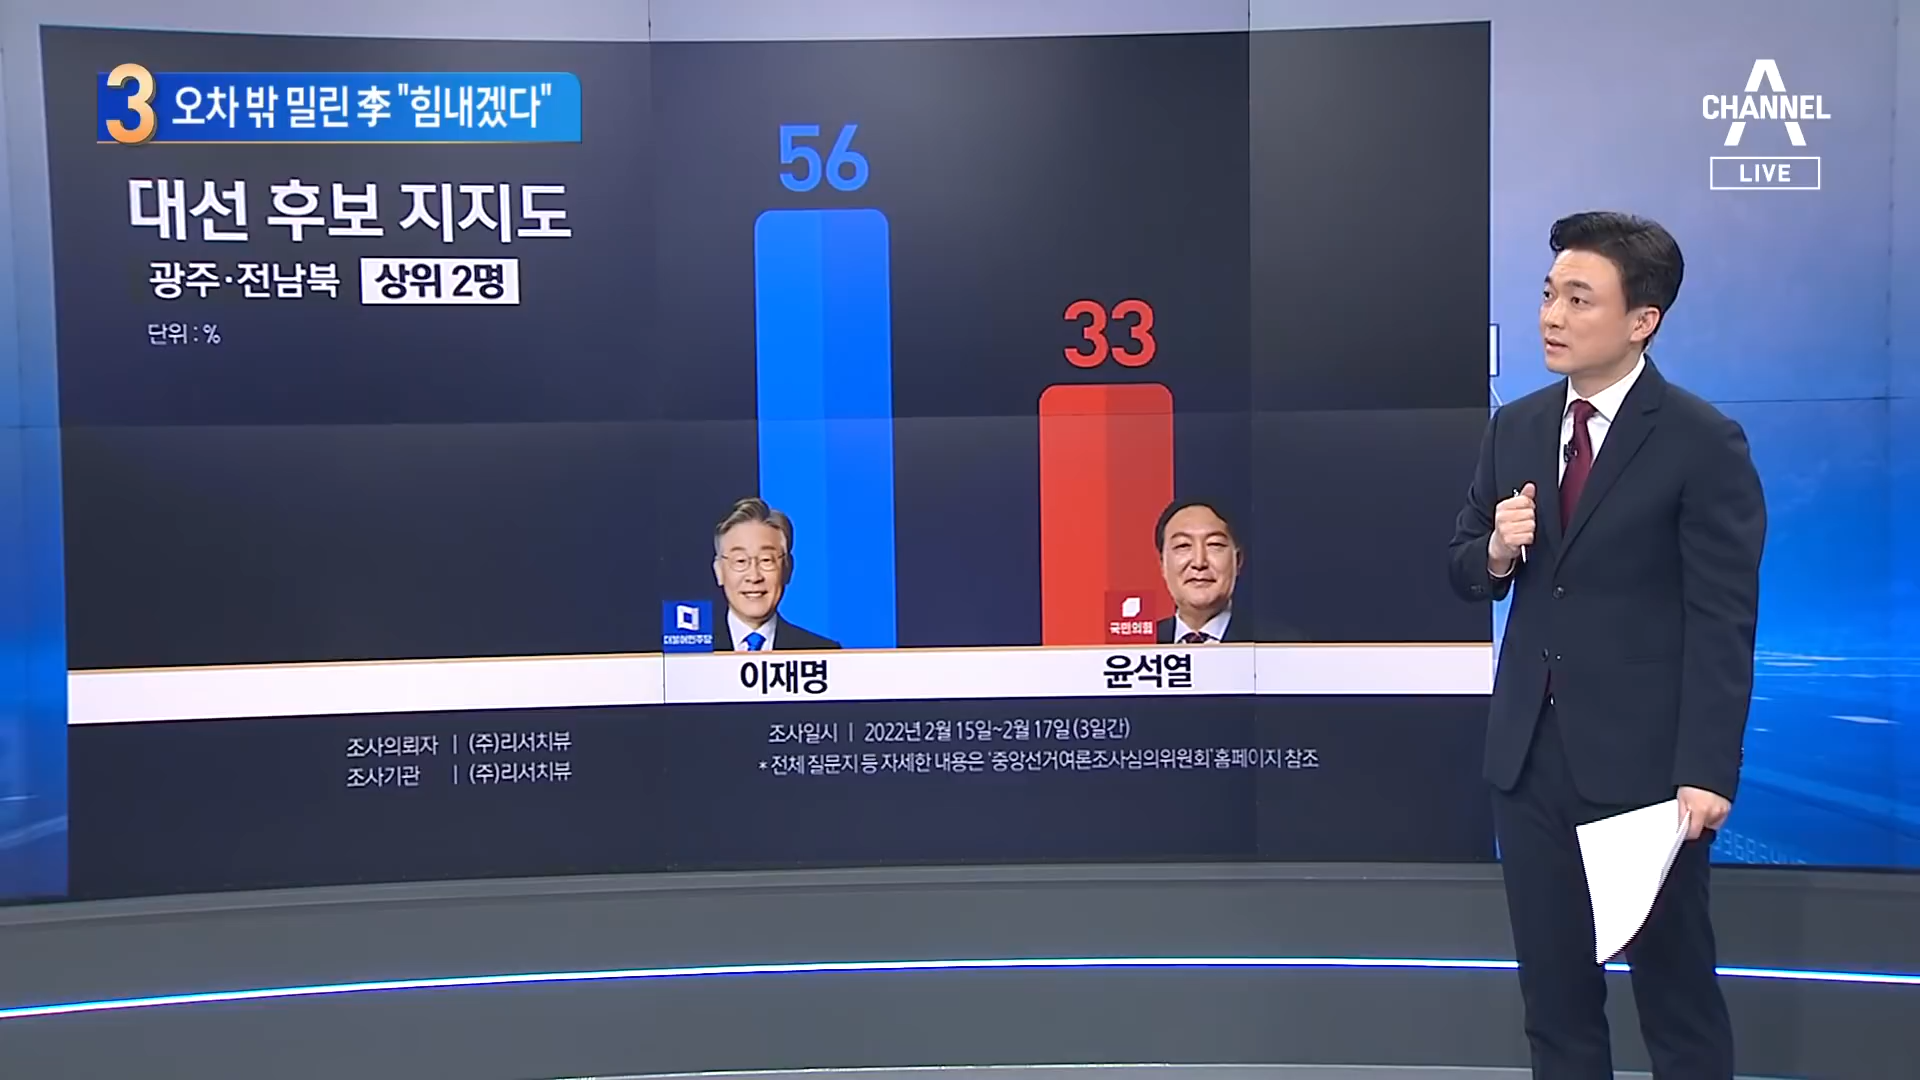 3 오차 밖 밀린 李 "힘내겠다"
대선 후보 지지도
광주·전남북 상위 2명
단위 : %
56
33
더불어민주당
국민의힘
이재명
윤석열
조사의뢰자 | (주)리서치뷰
조사기관 | (주)리서치뷰
조사일시 | 2022년 2월 15일~2월 17일 (3일간)
* 전체 질문지 등 자세한 내용은 '중앙선거여론조사심의위원회' 홈페이지 참조
CHANNEL A
LIVE